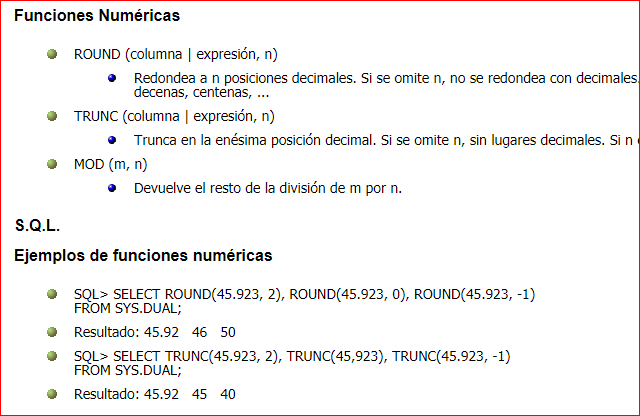 Funciones Numéricas
ROUND (columna | expresión, n)
Redondea a n posiciones decimales. Si se omite n, no se redondea con decimales.
decenas, centenas, ...
TRUNC (columna | expresión, n)
Trunca en la enésima posición decimal. Si se omite n, sin lugares decimales. Si n
MOD (m, n)
Devuelve el resto de la división de m por n.
S.Q.L.
Ejemplos de funciones numéricas
SQL> SELECT ROUND(45.923, 2), ROUND(45.923, 0), ROUND(45.923, -1)
FROM SYS.DUAL;
Resultado: 45.92 46 50
SQL> SELECT TRUNC(45.923, 2), TRUNC(45,923), TRUNC(45.923, -1)
FROM SYS.DUAL;
Resultado: 45.92 45 40